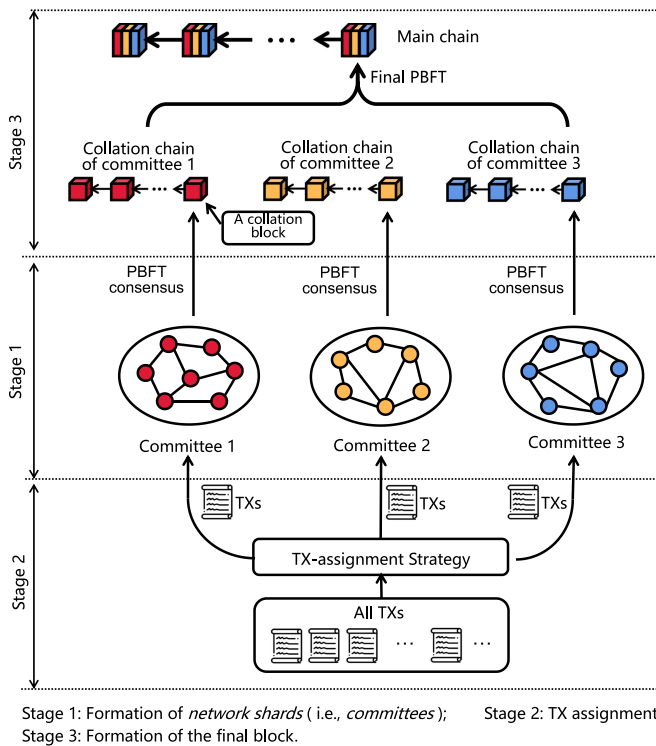 Main chain
Final PBFT
Stage 3
Collation chain
of committee 1
Collation chain
of committee 2
Collation chain
of committee 3
A collation
block
PBFT
consensus
PBFT
consensus
PBFT
consensus
Stage 1
Committee 1
Committee 2
Committee 3
TXs
TXs
TXs
Stage 2
TX-assignment Strategy
All TXs
Stage 1: Formation of network shards ( i.e., committees ); Stage 2: TX assignment
Stage 3: Formation of the final block.